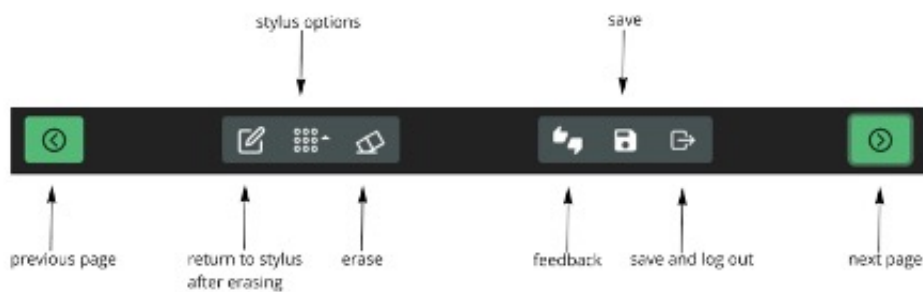 stylus options
save
previous page
return to stylus
after erasing
erase
feedback
save and log out
next page